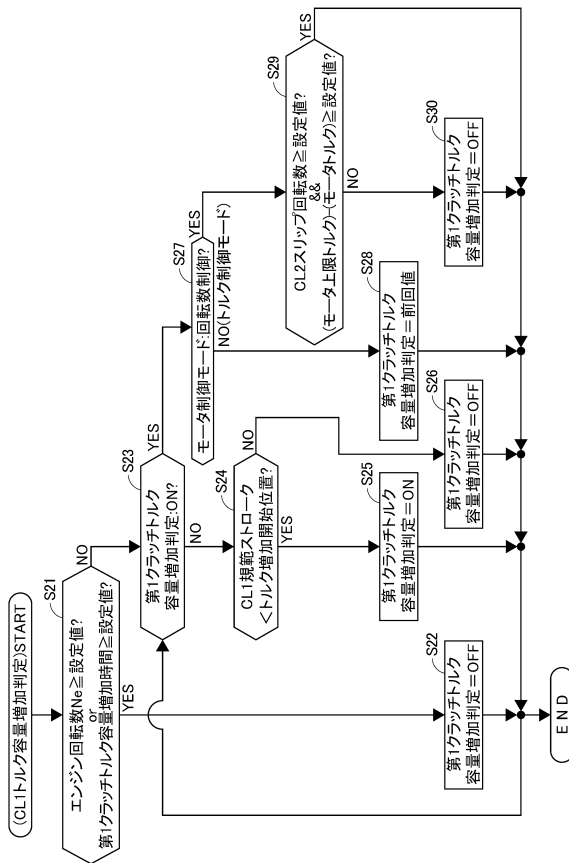 (CL1トルク容量増加判定)START
S21
エンジン回転数Ne≧設定値?
or
第1クラッチトルク容量増加時間≧設定値?
NO
YES
S22
第1クラッチトルク
容量増加判定=OFF
S23
第1クラッチトルク
容量増加判定:ON?
YES
NO
S24
CL1規範ストローク
<トルク増加開始位置?
NO
YES
S25
第1クラッチトルク
容量増加判定=ON
S26
第1クラッチトルク
容量増加判定=OFF
S27
モータ制御モード:回転数制御?
YES
NO(トルク制御モード)
S28
第1クラッチトルク
容量増加判定=前回値
S29
CL2スリップ回転数≧設定値?
&&
(モータ上限トルク)-(モータトルク)≧設定値?
YES
NO
S30
第1クラッチトルク
容量増加判定=OFF
END